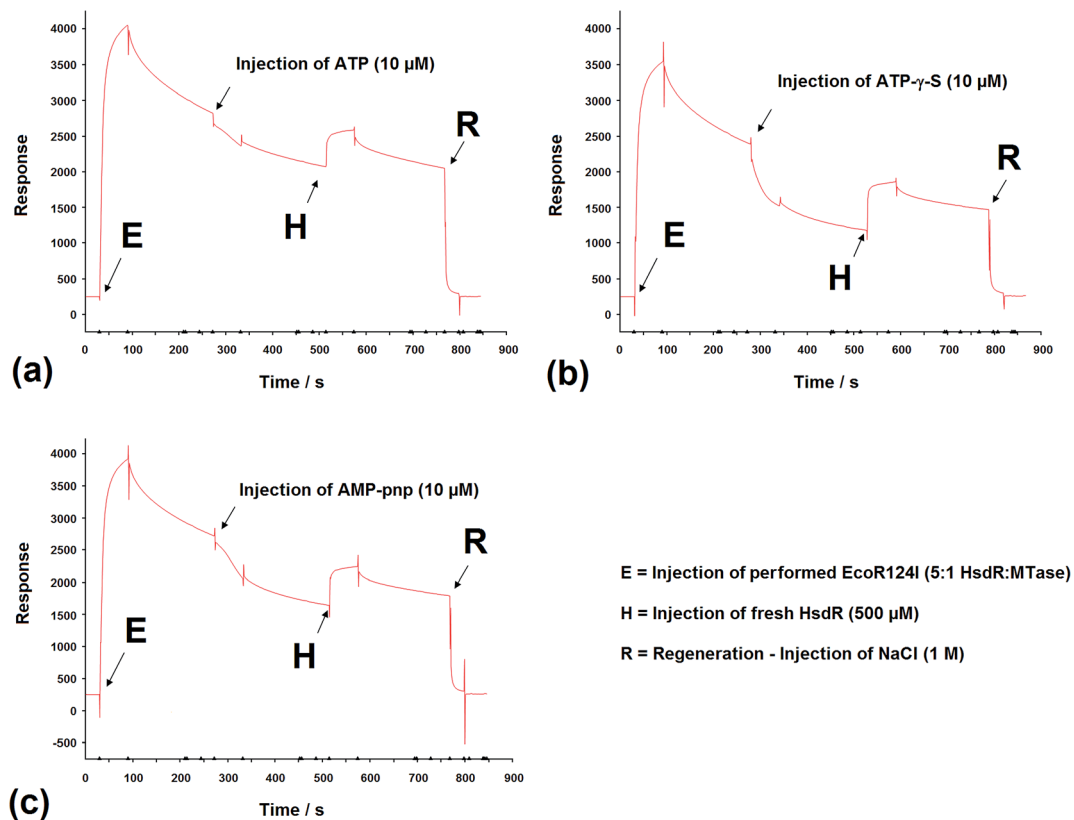 4000
3500
3000
2500
2000
1500
1000
500
0
Response
Injection of ATP (10 µM)
E
H
R
0 100 200 300 400 500 600 700 800 900
Time / s
(a)
4000
3500
3000
2500
2000
1500
1000
500
0
Response
Injection of ATP-γ-S (10 µM)
E
H
R
0 100 200 300 400 500 600 700 800 900
Time / s
(b)
4000
3500
3000
2500
2000
1500
1000
500
0
-500
Response
Injection of AMP-pnp (10 µM)
E
H
R
0 100 200 300 400 500 600 700 800 900
Time / s
(c)
E = Injection of performed EcoR124I (5:1 HsdR:MTase)
H = Injection of fresh HsdR (500 µM)
R = Regeneration - Injection of NaCl (1 M)